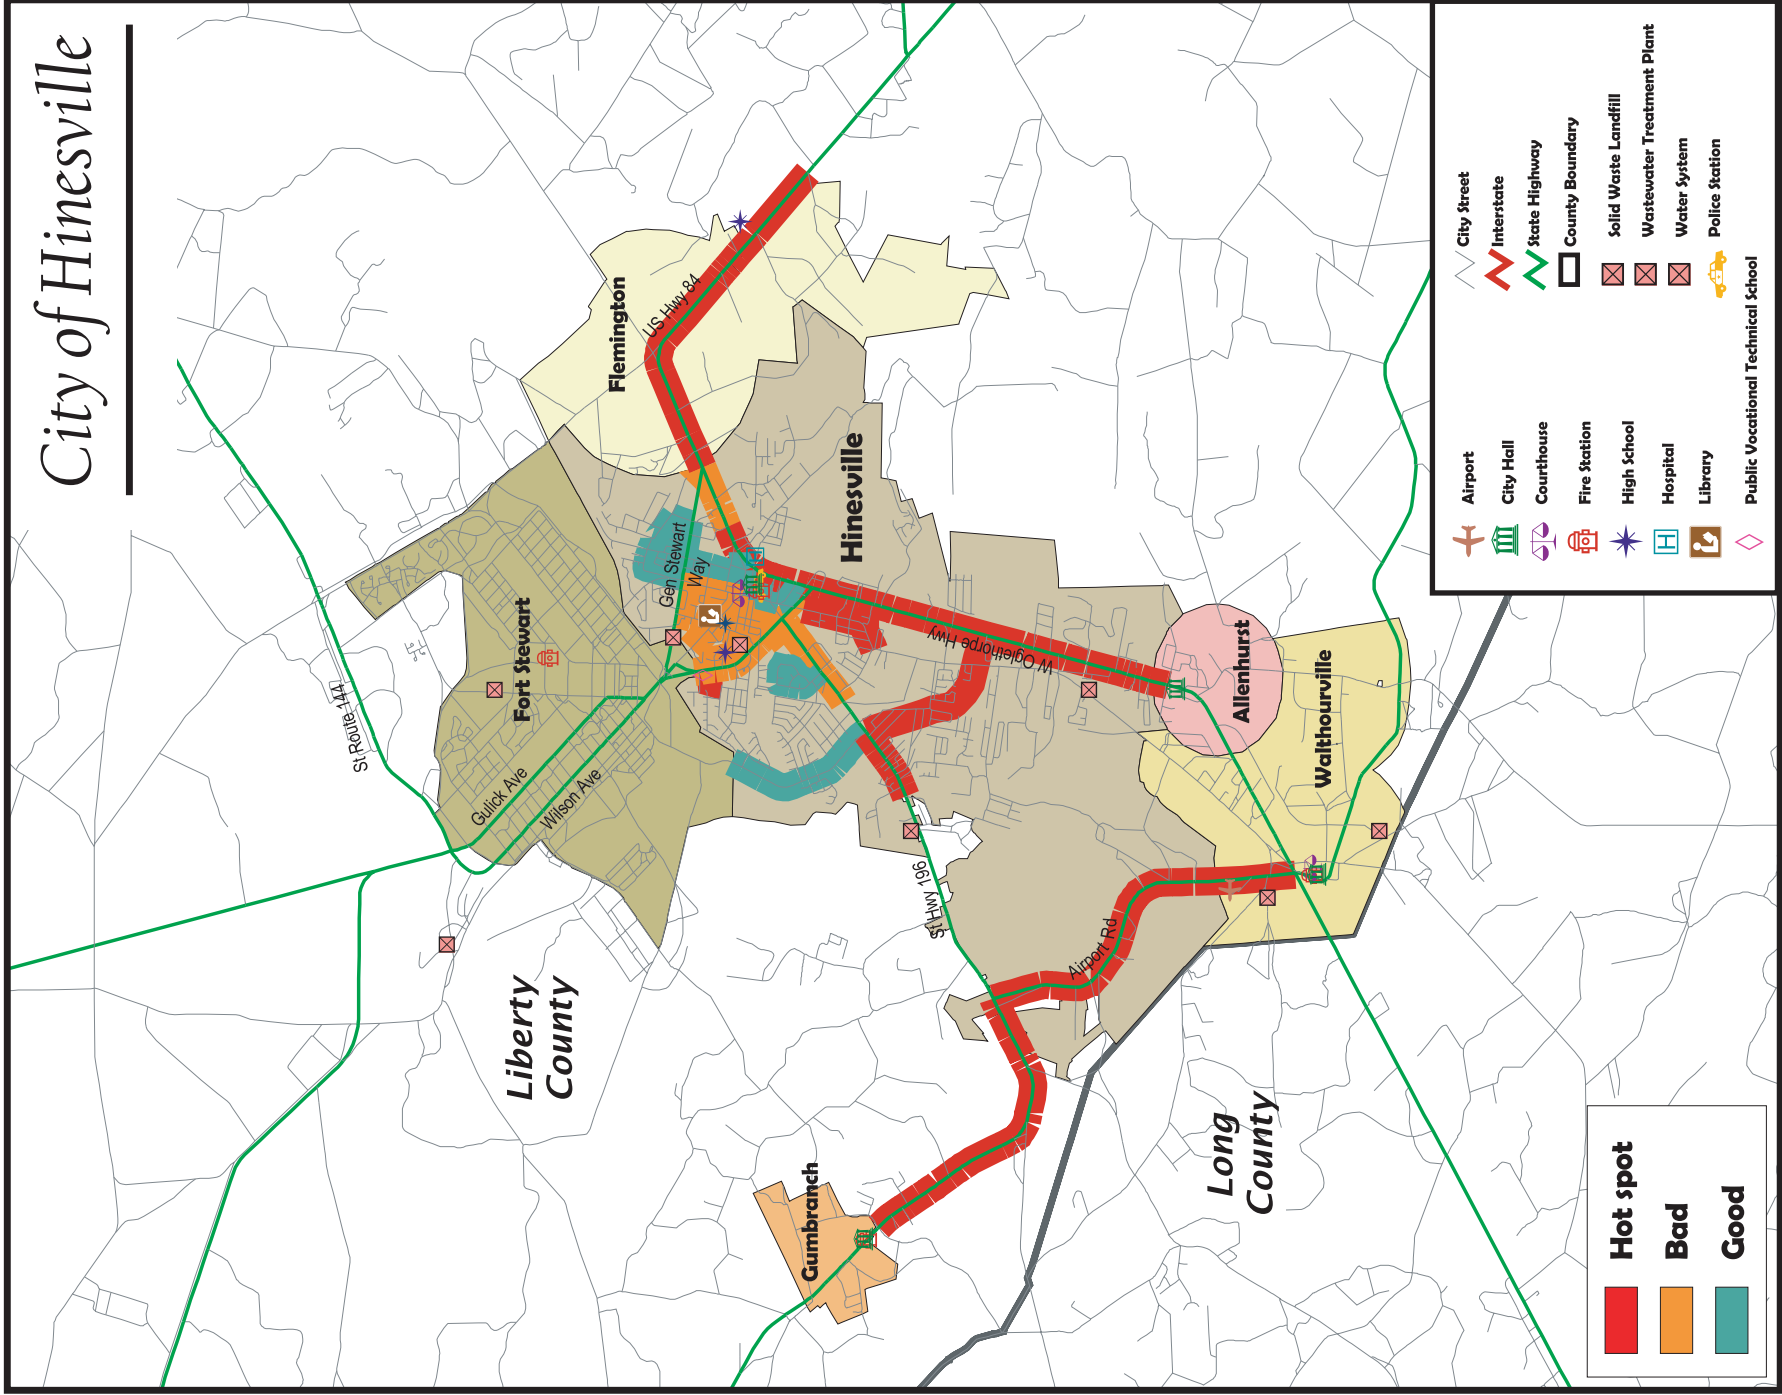 City of Hinesville
St Route 144
Fort Stewart
Gulick Ave
Wilson Ave
Gen Stewart
Way
Flemington
US Hwy 84
Hinesville
W Oglethorpe Hwy
St Hwy 196
Airport Rd
Allenhurst
Walthourville
Gumbranch
Liberty
County
Long
County
Airport
City Hall
Courthouse
Fire Station
High School
H
Hospital
Library
Public Vocational Technical School
City Street
Interstate
State Highway
County Boundary
Solid Waste Landfill
Wastewater Treatment Plant
Water System
Police Station
Hot spot
Bad
Good